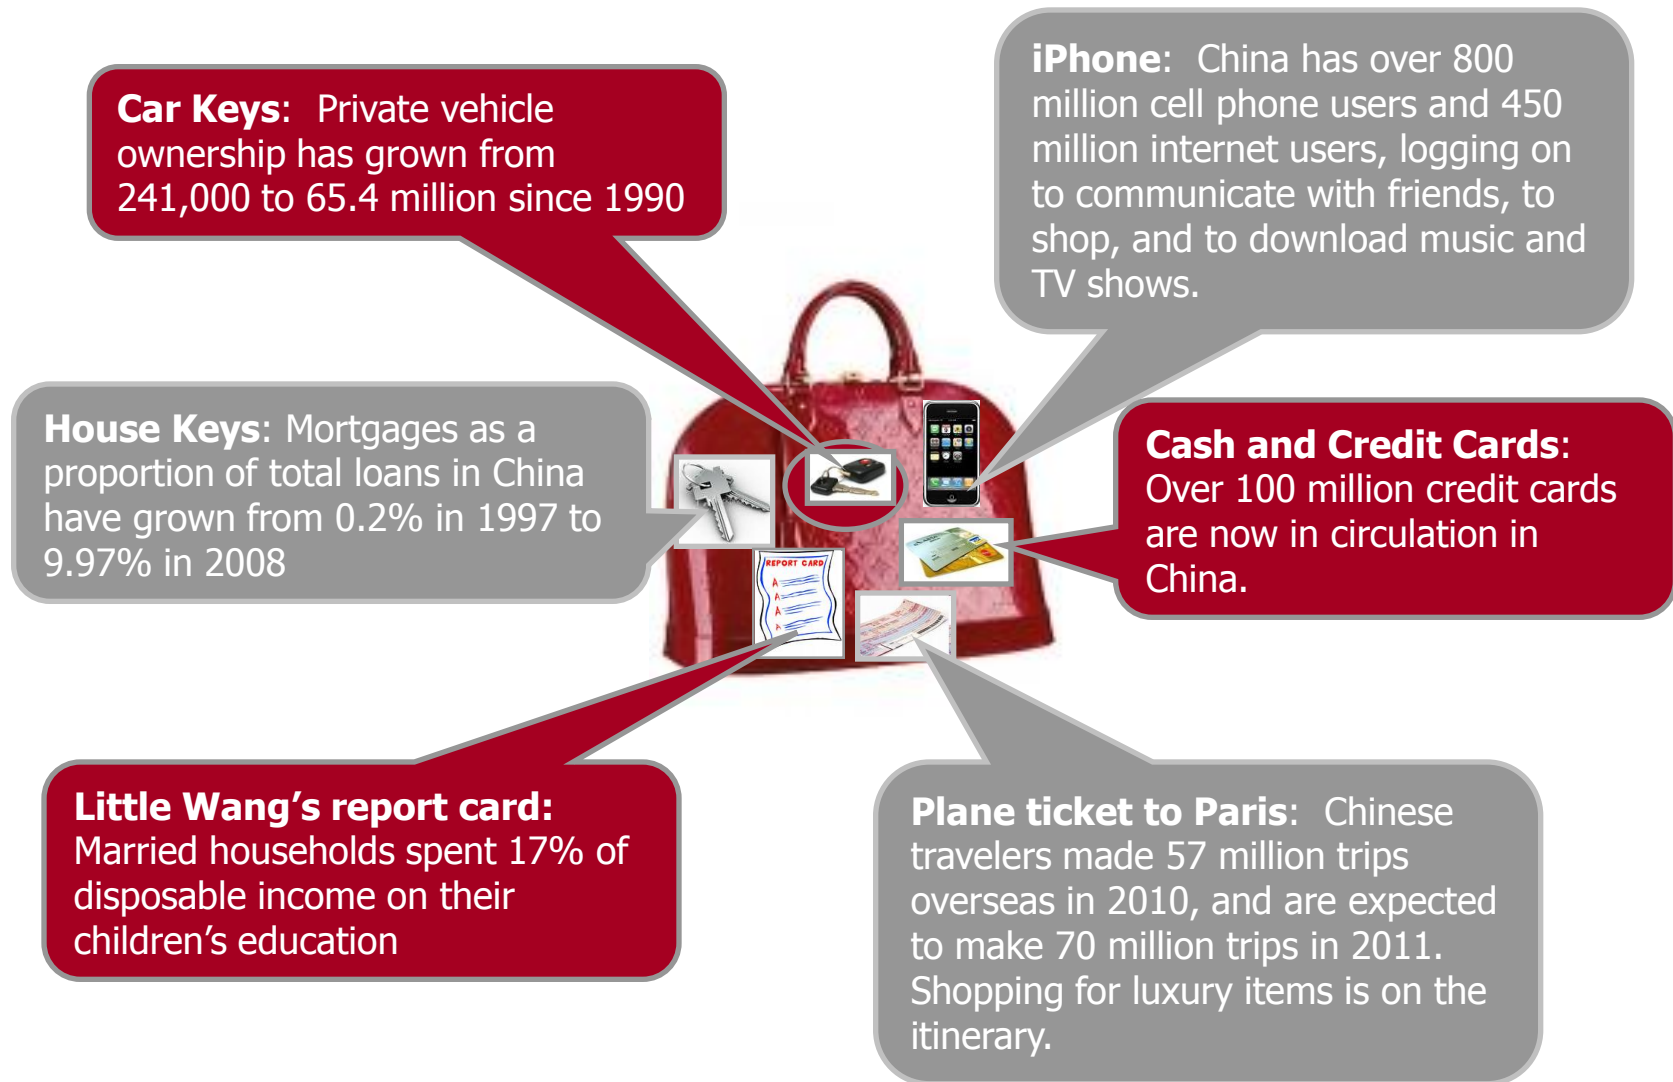 Car Keys:  Private vehicle
ownership has grown from
241,000 to 65.4 million since 1990
iPhone:  China has over 800
million cell phone users and 450
million internet users, logging on
to communicate with friends, to
shop, and to download music and
TV shows.
House Keys: Mortgages as a
proportion of total loans in China
have grown from 0.2% in 1997 to
9.97% in 2008
Cash and Credit Cards:
Over 100 million credit cards
are now in circulation in
China.
REPORT CARD
A
A
A
A
Little Wang’s report card:
Married households spent 17% of
disposable income on their
children’s education
Plane ticket to Paris:  Chinese
travelers made 57 million trips
overseas in 2010, and are expected
to make 70 million trips in 2011.
Shopping for luxury items is on the
itinerary.